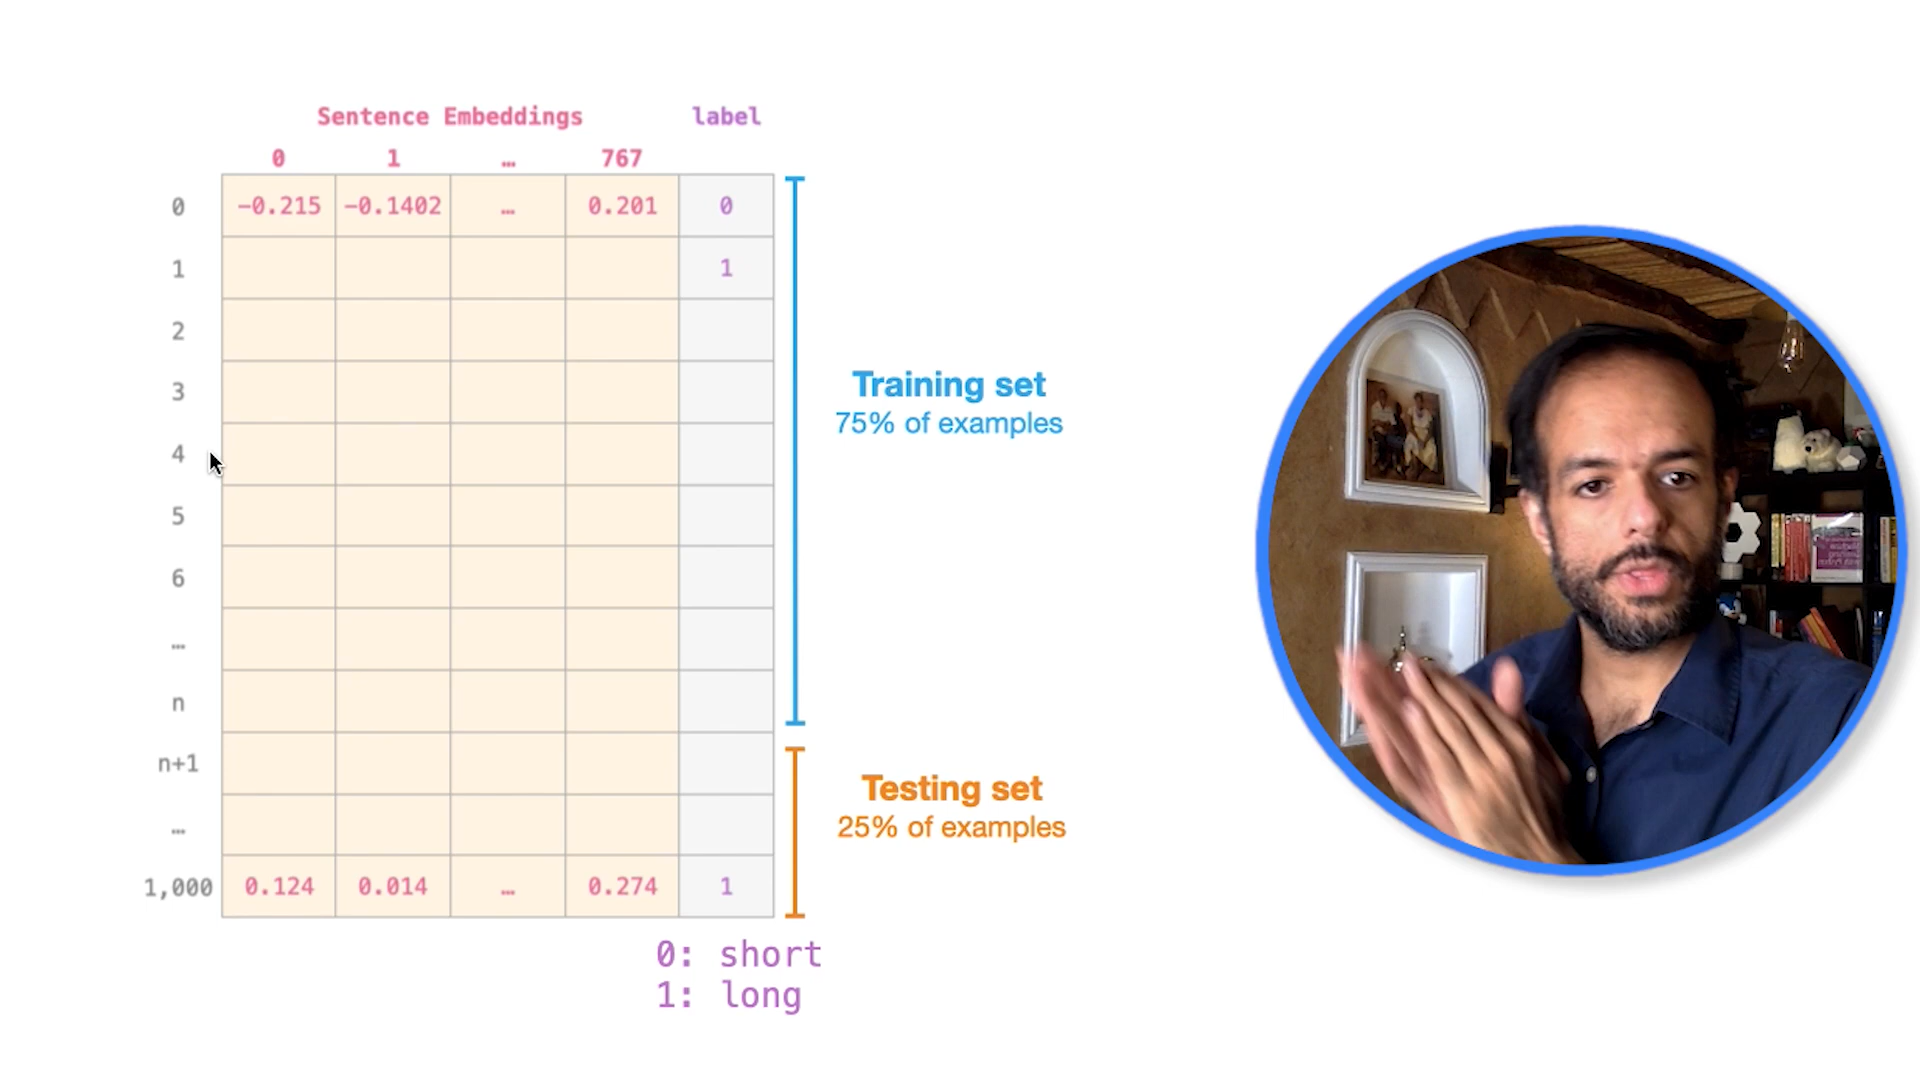 Sentence Embeddings label
0 1 … 767
0 −0.215 −0.1402 … 0.201 0
1 1
2
3
4
5
6
…
n
n+1
…
1,000 0.124 0.014 … 0.274 1
Training set
75% of examples
Testing set
25% of examples
0: short
1: long